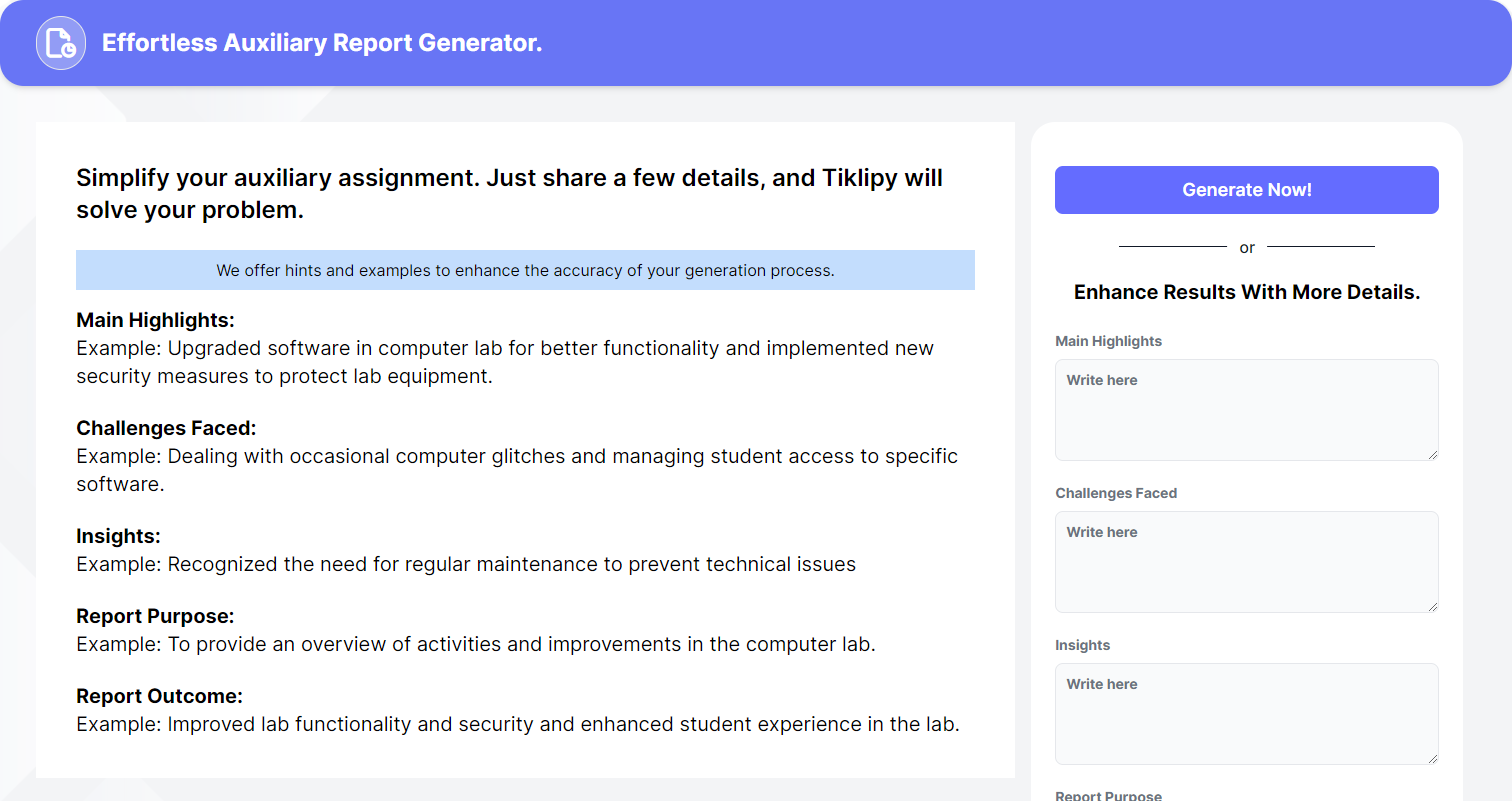 Effortless Auxiliary Report Generator.
Simplify your auxiliary assignment. Just share a few details, and Tiklipy will
solve your problem.
We offer hints and examples to enhance the accuracy of your generation process.
Main Highlights:
Example: Upgraded software in computer lab for better functionality and implemented new
security measures to protect lab equipment.
Challenges Faced:
Example: Dealing with occasional computer glitches and managing student access to specific
software.
Insights:
Example: Recognized the need for regular maintenance to prevent technical issues
Report Purpose:
Example: To provide an overview of activities and improvements in the computer lab.
Report Outcome:
Example: Improved lab functionality and security and enhanced student experience in the lab.
Generate Now!
or
Enhance Results With More Details.
Main Highlights
Write here
Challenges Faced
Write here
Insights
Write here
Report Purpose